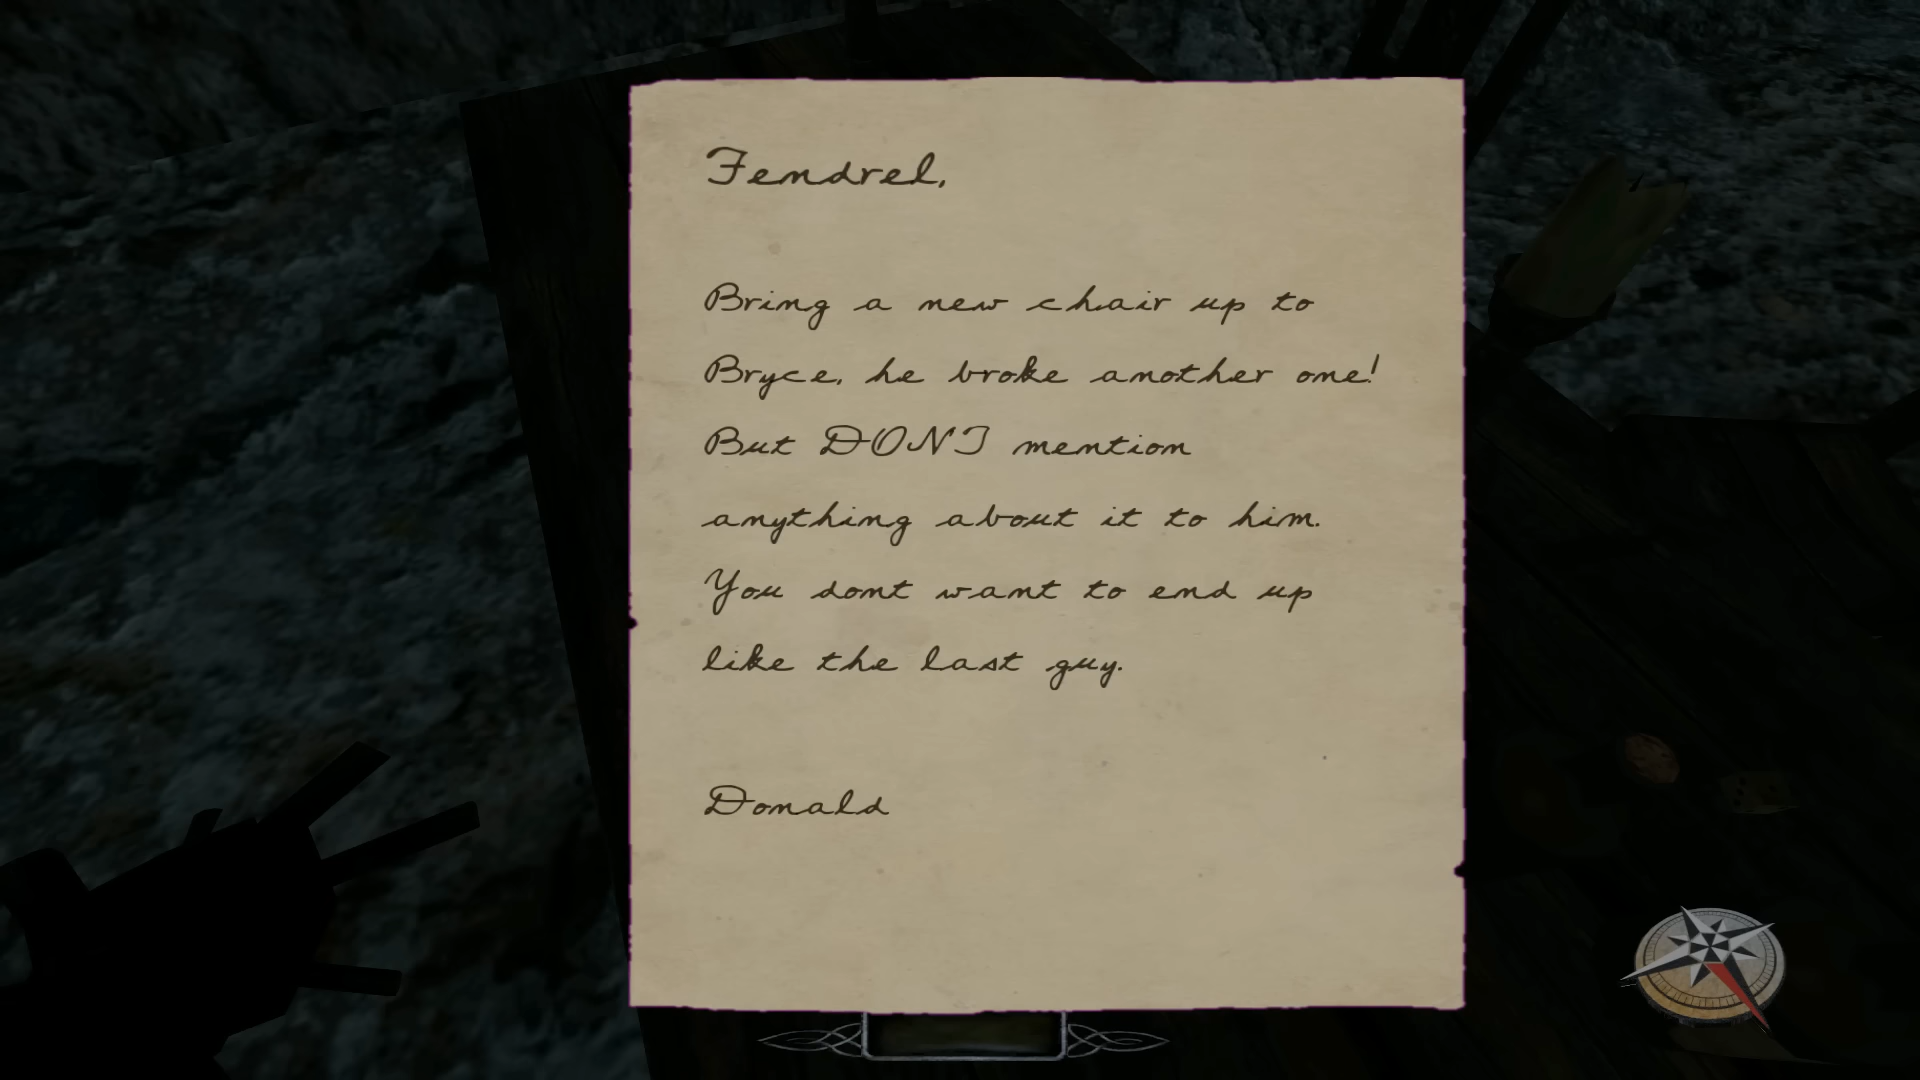 Fendrel,
Bring a new chair up to
Bryce, he broke another one!
But DONT mention
anything about it to him.
You dont want to end up
like the last guy.
Donald